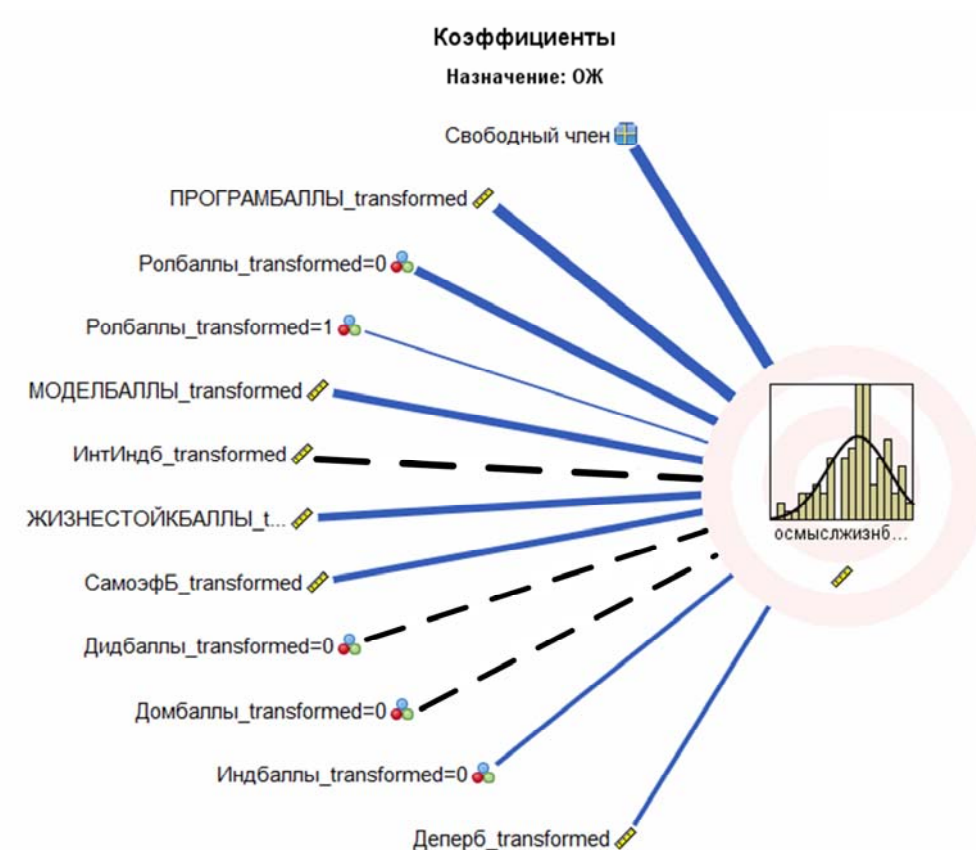 Коэффициенты
Назначение: ОЖ
Свободный член
ПРОГРАМБАЛЛЫ_transformed
Ролбаллы_transformed=0
Ролбаллы_transformed=1
МОДЕЛБАЛЛЫ_transformed
ИнтИндб_transformed
ЖИЗНЕСТОЙКБАЛЛЫ_t...
осмыслжизнб...
СамоэфБ_transformed
Дидбаллы_transformed=0
Домбаллы_transformed=0
Индбаллы_transformed=0
Деперб_transformed